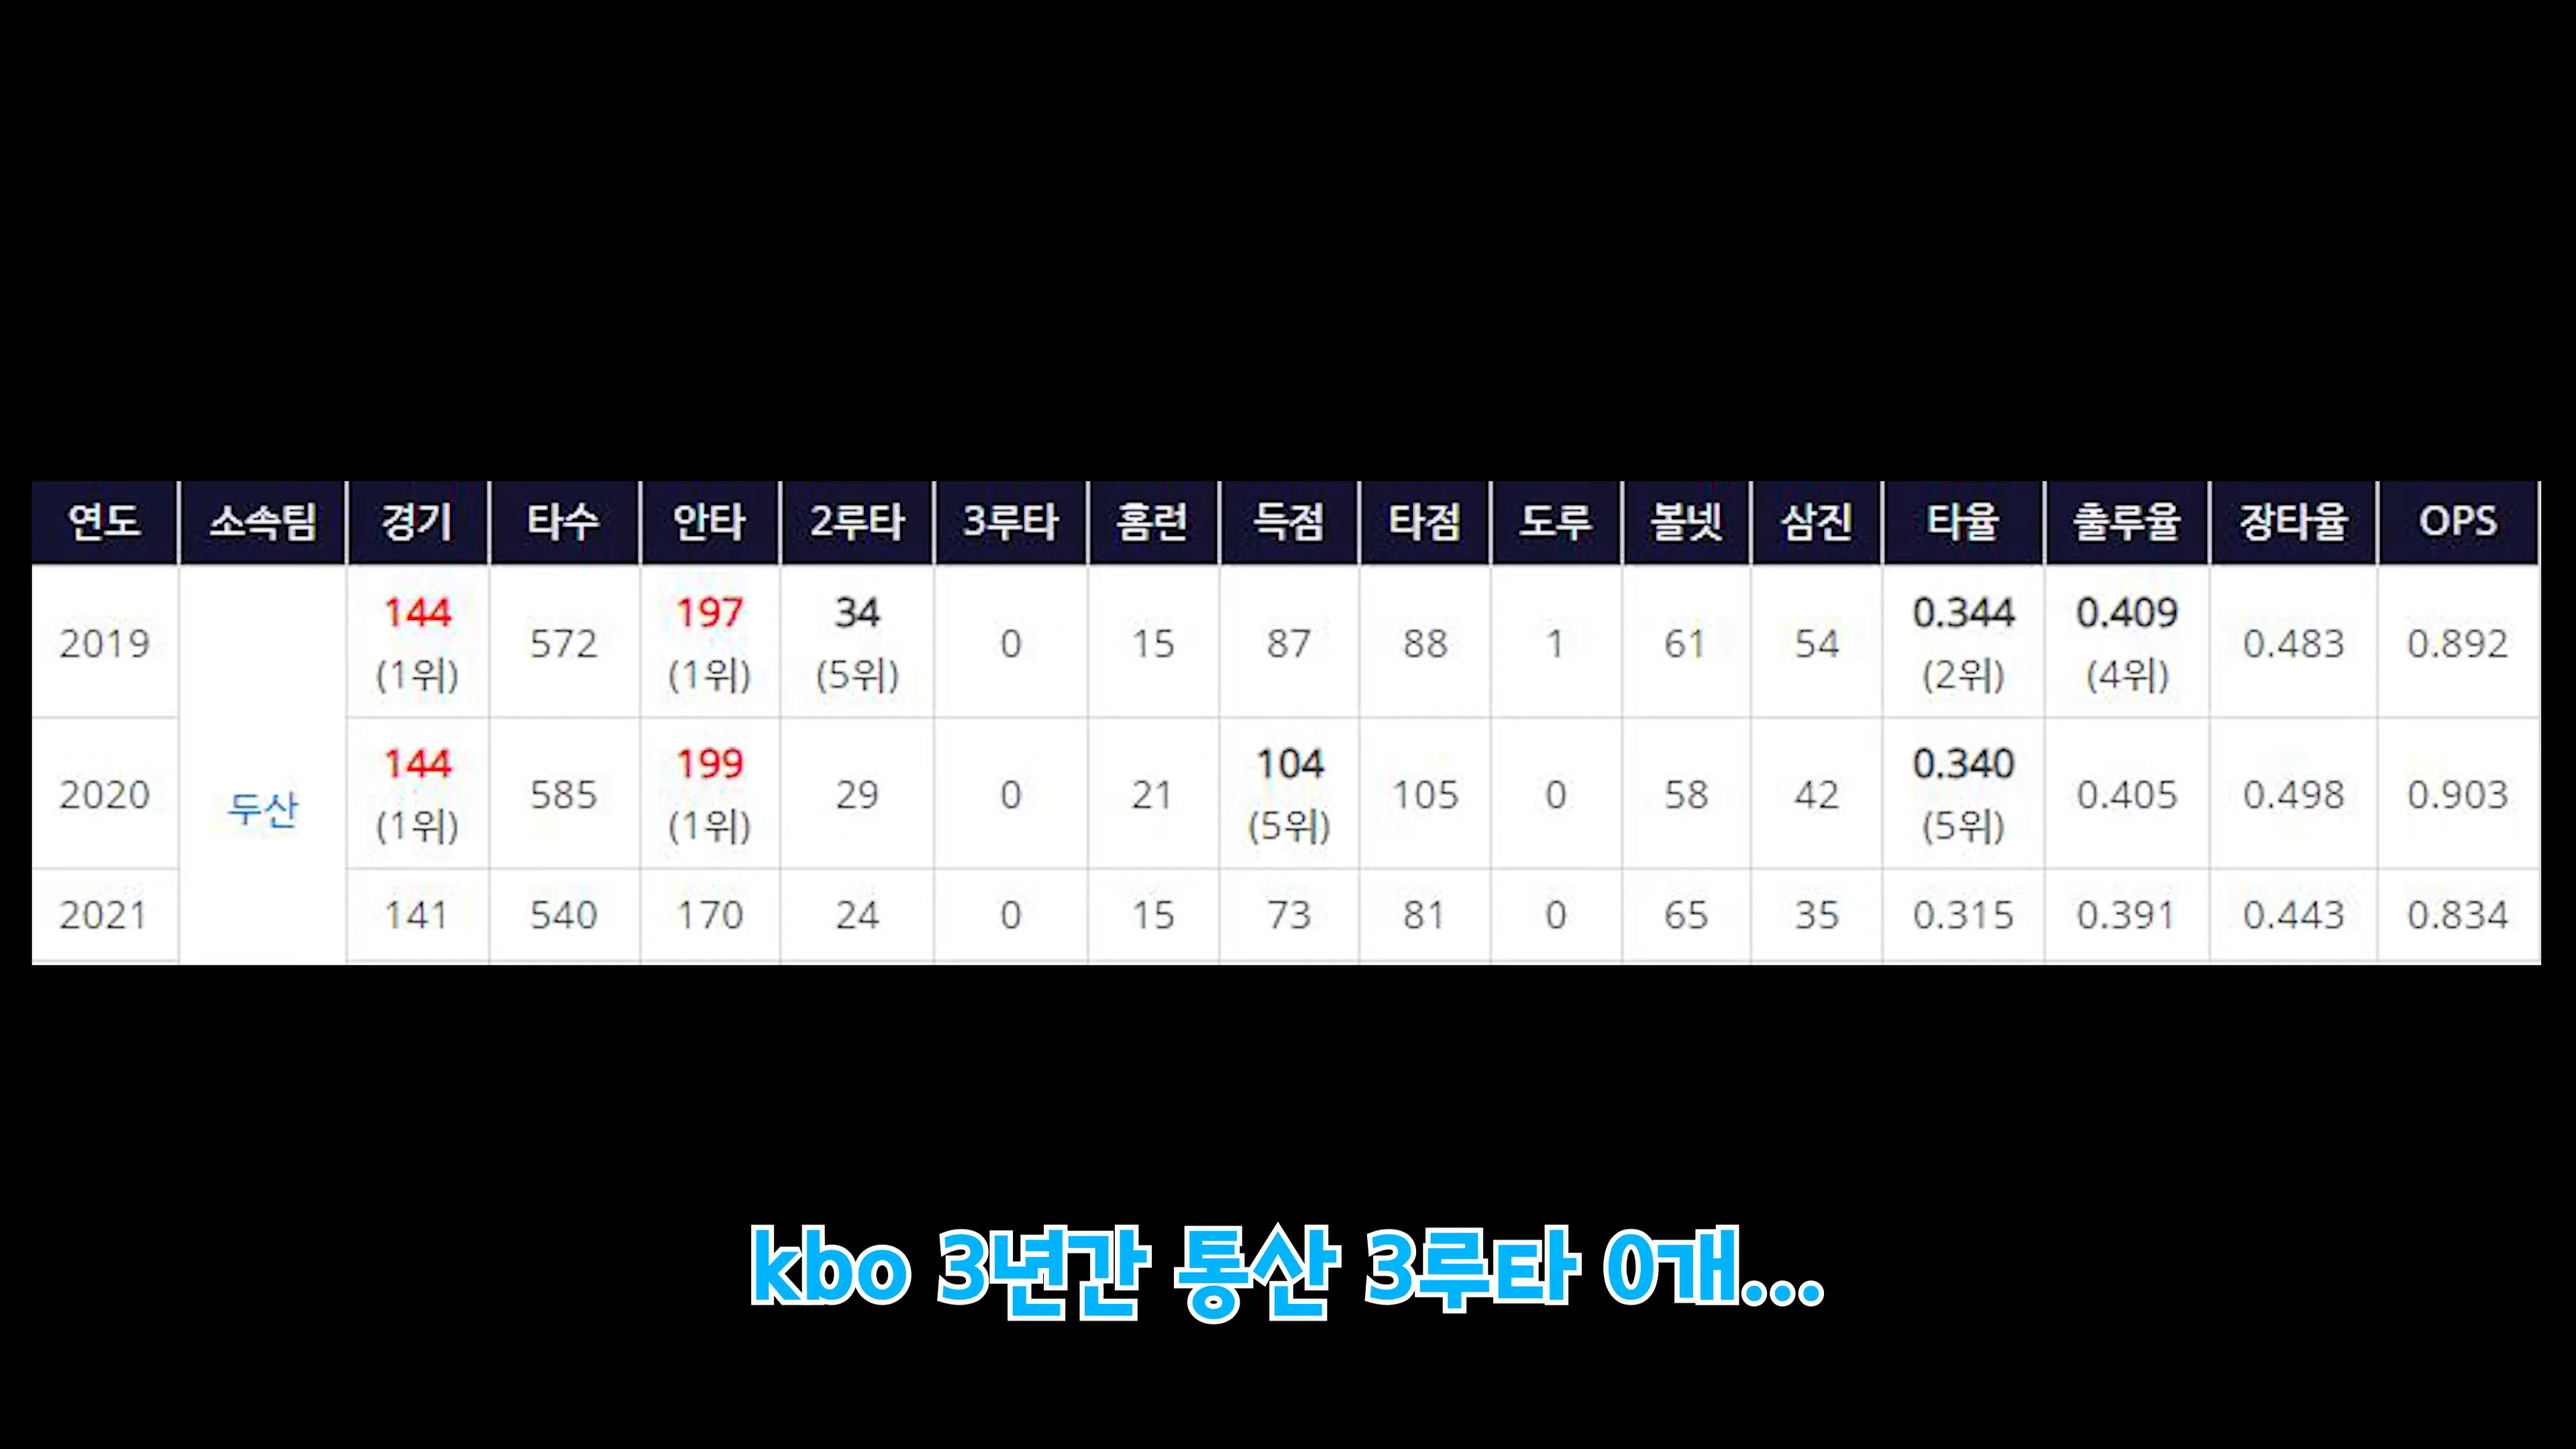 연도 소속팀 경기 타수 안타 2루타 3루타 홈런 득점 타점 도루 볼넷 삼진 타율 출루율 장타율 OPS
2019 두산 144 (1위) 572 197 (1위) 34 (5위) 0 15 87 88 1 61 54 0.344 (2위) 0.409 (4위) 0.483 0.892
2020 144 (1위) 585 199 (1위) 29 0 21 104 (5위) 105 0 58 42 0.340 (5위) 0.405 0.498 0.903
2021 141 540 170 24 0 15 73 81 0 65 35 0.315 0.391 0.443 0.834
kbo 3년간 통산 3루타 0개...